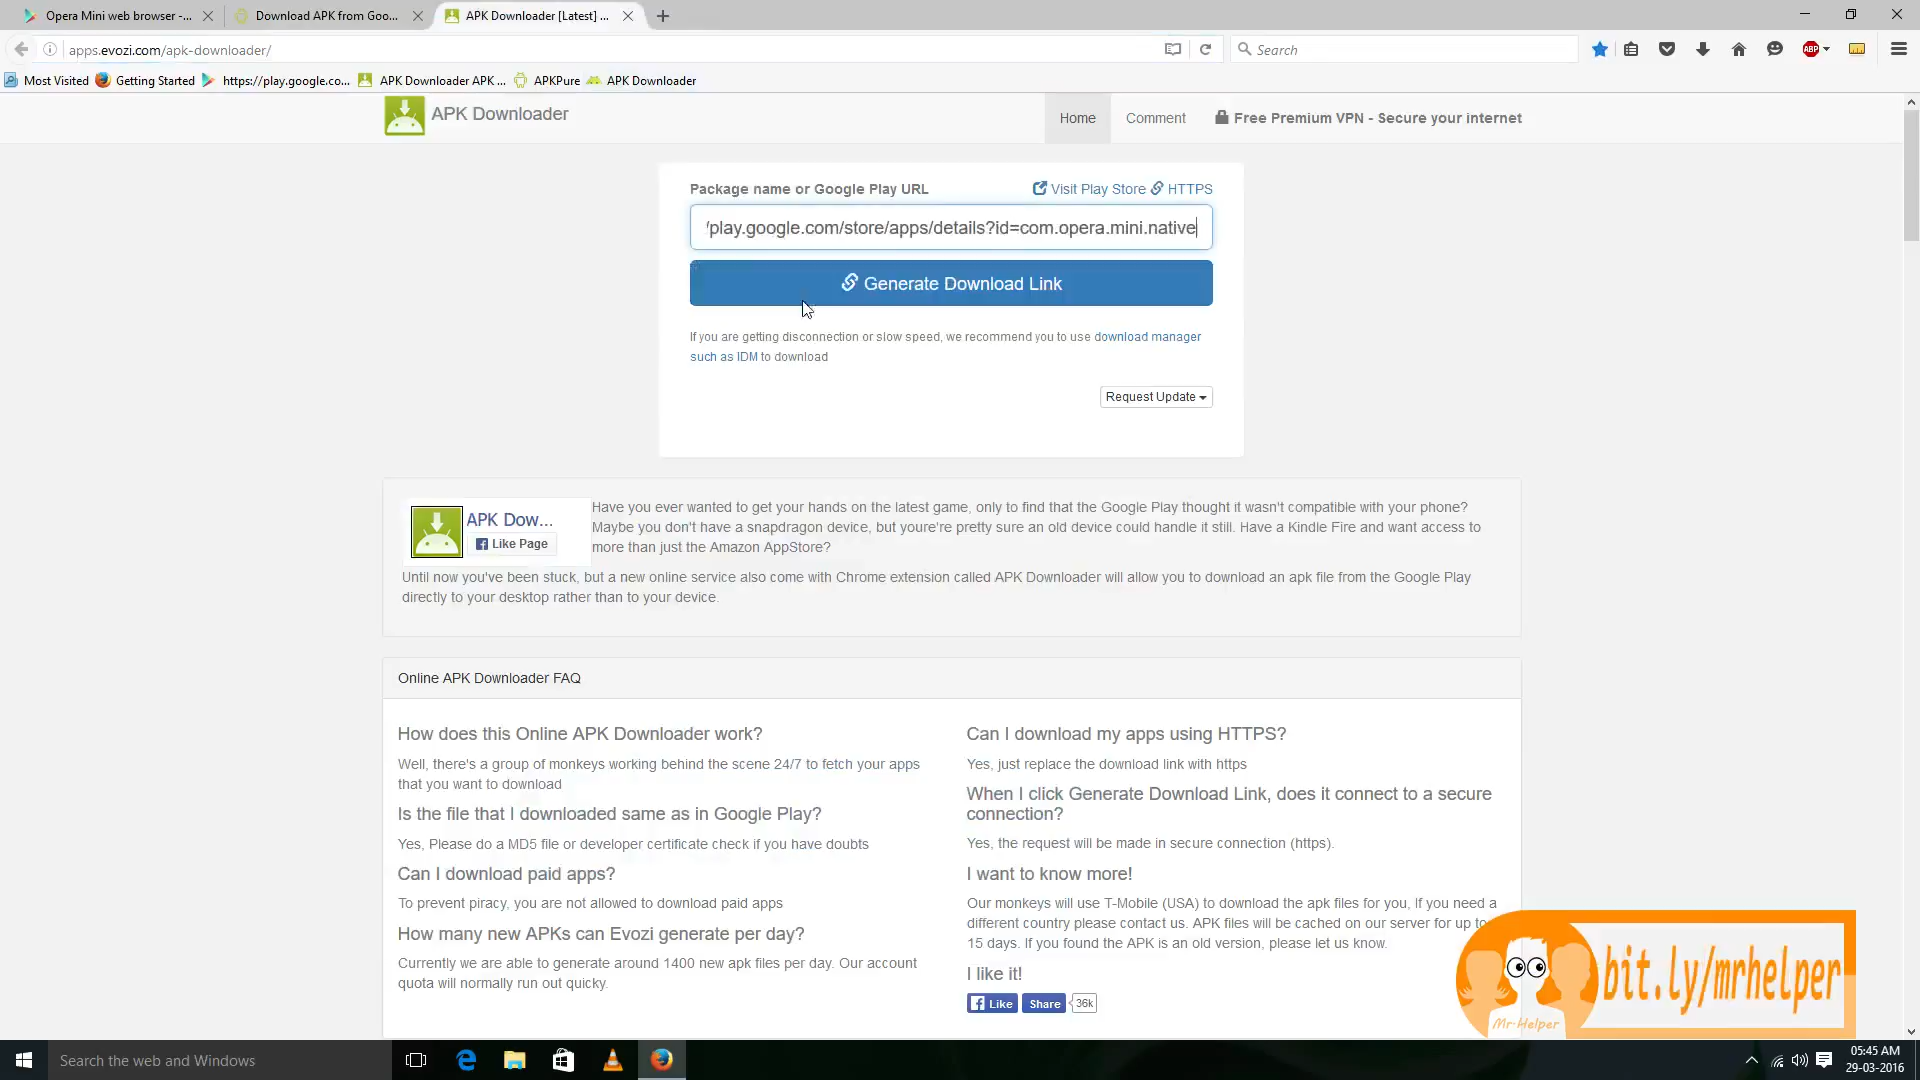 Opera Mini web browser -...
Download APK from Goo...
APK Downloader [Latest] ...
apps.evozi.com/apk-downloader/
Search
ABP
Most Visited
Getting Started
https://play.google.co...
APK Downloader APK ...
APKPure
APK Downloader
APK Downloader
Home
Comment
Free Premium VPN - Secure your internet
Package name or Google Play URL
Visit Play Store
HTTPS
/play.google.com/store/apps/details?id=com.opera.mini.native
Generate Download Link
If you are getting disconnection or slow speed, we recommend you to use download manager
such as IDM to download
Request Update
APK Dow...
Like Page
Have you ever wanted to get your hands on the latest game, only to find that the Google Play thought it wasn't compatible with your phone?
Maybe you don't have a snapdragon device, but youre're pretty sure an old device could handle it still. Have a Kindle Fire and want access to
more than just the Amazon AppStore?
Until now you've been stuck, but a new online service also come with Chrome extension called APK Downloader will allow you to download an apk file from the Google Play
directly to your desktop rather than to your device.
Online APK Downloader FAQ
How does this Online APK Downloader work?
Well, there's a group of monkeys working behind the scene 24/7 to fetch your apps
that you want to download
Is the file that I downloaded same as in Google Play?
Yes, Please do a MD5 file or developer certificate check if you have doubts
Can I download paid apps?
To prevent piracy, you are not allowed to download paid apps
How many new APKs can Evozi generate per day?
Currently we are able to generate around 1400 new apk files per day. Our account
quota will normally run out quicky.
Can I download my apps using HTTPS?
Yes, just replace the download link with https
When I click Generate Download Link, does it connect to a secure
connection?
Yes, the request will be made in secure connection (https).
I want to know more!
Our monkeys will use T-Mobile (USA) to download the apk files for you, If you need a
different country please contact us. APK files will be cached on our server for up to
15 days. If you found the APK is an old version, please let us know.
I like it!
Like
Share
36k
bit.ly/mrhelper
Mr-Helper
Search the web and Windows
05:45 AM
29-03-2016